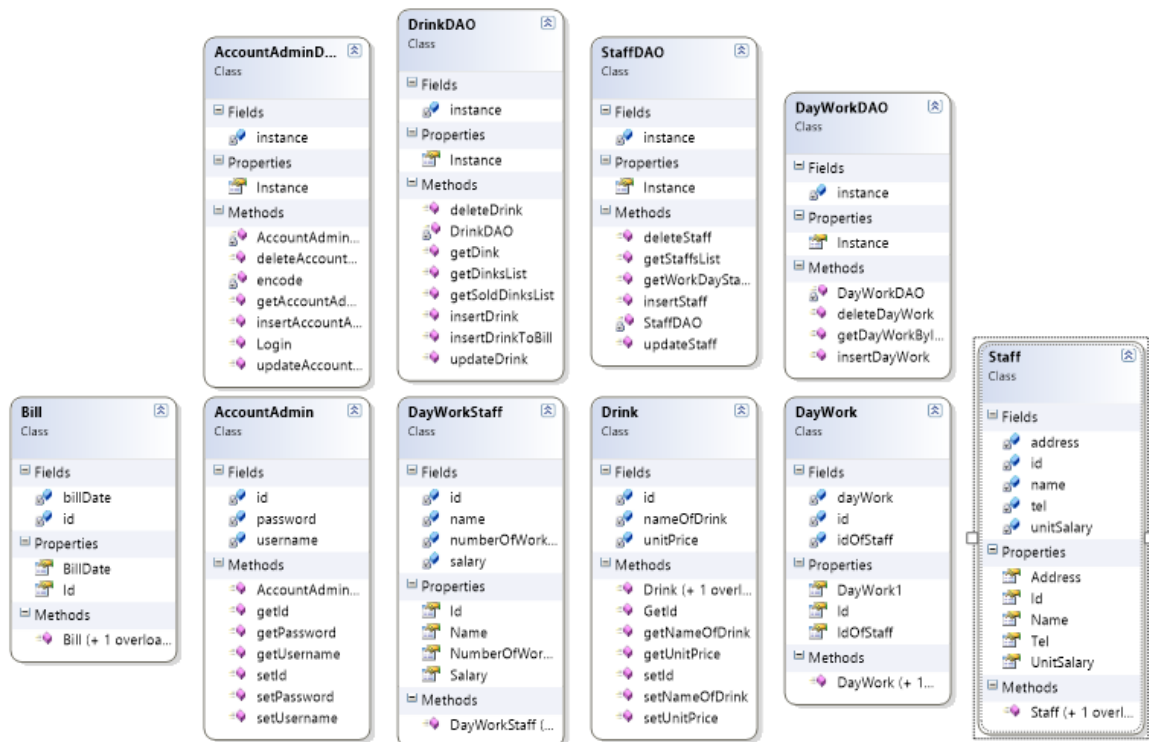 AccountAdminD...
Class
Fields
instance
Properties
Instance
Methods
AccountAdmin...
deleteAccount...
encode
getAccountAd...
insertAccountA...
Login
updateAccount...
DrinkDAO
Class
Fields
instance
Properties
Instance
Methods
deleteDrink
DrinkDAO
getDink
getDinksList
getSoldDinksList
insertDrink
insertDrinkToBill
updateDrink
StaffDAO
Class
Fields
instance
Properties
Instance
Methods
deleteStaff
getStaffsList
getWorkDaySta...
insertStaff
StaffDAO
updateStaff
DayWorkDAO
Class
Fields
instance
Properties
Instance
Methods
DayWorkDAO
deleteDayWork
getDayWorkByI...
insertDayWork
Bill
Class
Fields
billDate
id
Properties
BillDate
Id
Methods
Bill (+ 1 overloa...
AccountAdmin
Class
Fields
id
password
username
Methods
AccountAdmin...
getId
getPassword
getUsername
setId
setPassword
setUsername
DayWorkStaff
Class
Fields
id
name
numberOfWork...
salary
Properties
Id
Name
NumberOfWor...
Salary
Methods
DayWorkStaff (...
Drink
Class
Fields
id
nameOfDrink
unitPrice
Methods
Drink (+ 1 overl...
GetId
getNameOfDrink
getUnitPrice
setId
setNameOfDrink
setUnitPrice
DayWork
Class
Fields
dayWork
id
idOfStaff
Properties
DayWork1
Id
IdOfStaff
Methods
DayWork (+ 1...
Staff
Class
Fields
address
id
name
tel
unitSalary
Properties
Address
Id
Name
Tel
UnitSalary
Methods
Staff (+ 1 overl...